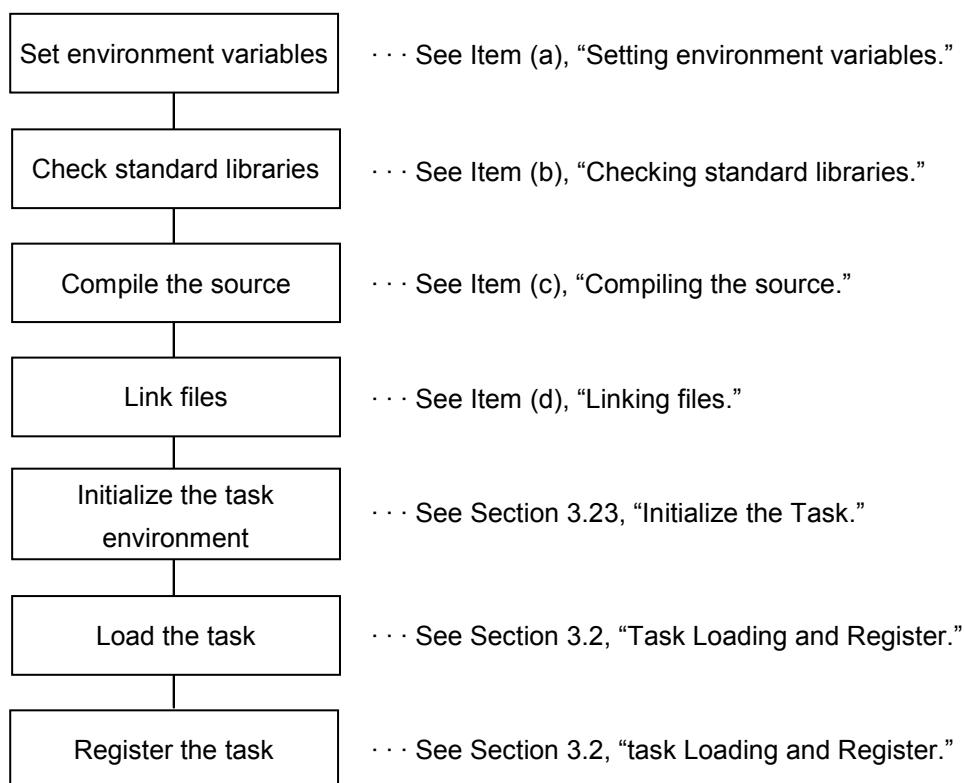 Set environment variables · · · See Item (a), “Setting environment variables.”
Check standard libraries · · · See Item (b), “Checking standard libraries.”
Compile the source · · · See Item (c), “Compiling the source.”
Link files · · · See Item (d), “Linking files.”
Initialize the task
environment
· · · See Section 3.23, “Initialize the Task.”
Load the task · · · See Section 3.2, “Task Loading and Register.”
Register the task · · · See Section 3.2, “task Loading and Register.”